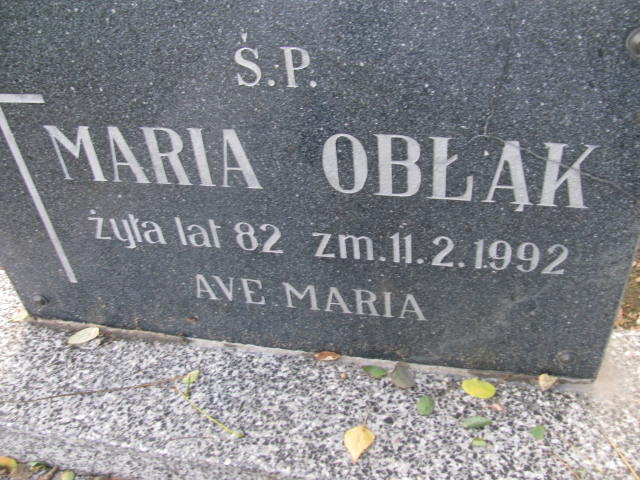 Ś.P.
MARIA OBŁĄK
żyła lat 82 zm.11.2.1992
AVE MARIA